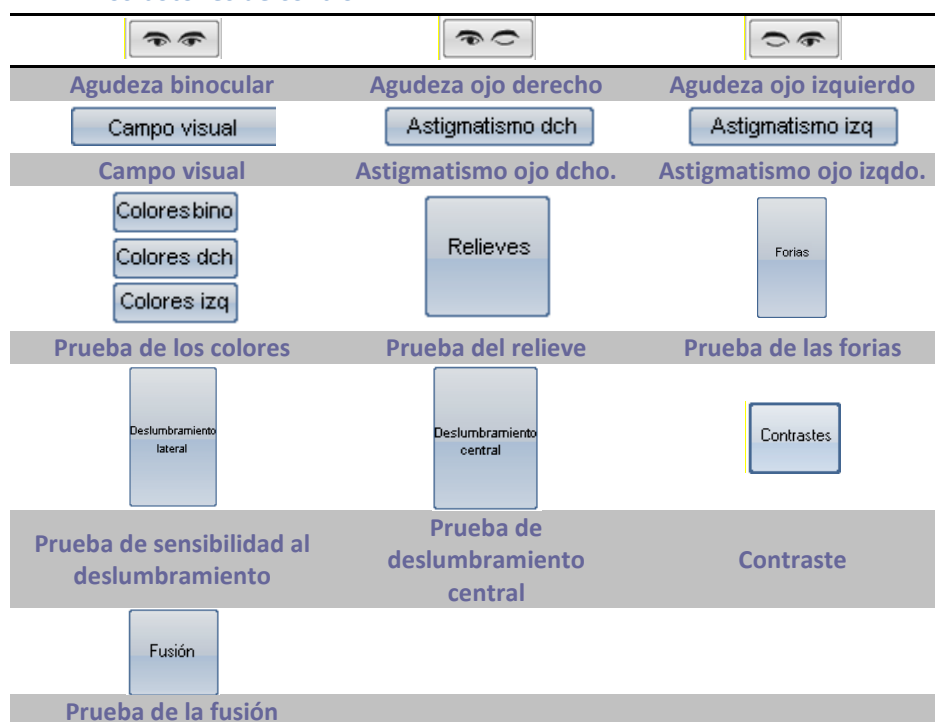 Agudeza binocular
Agudeza ojo derecho
Agudeza ojo izquierdo
Campo visual
Astigmatismo dch
Astigmatismo izq
Campo visual
Astigmatismo ojo dcho.
Astigmatismo ojo izqdo.
Colores bino
Colores dch
Colores izq
Relieves
Forias
Prueba de los colores
Prueba del relieve
Prueba de las forias
Deslumbramiento
lateral
Deslumbramiento
central
Contrastes
Prueba de sensibilidad al
deslumbramiento
Prueba de
deslumbramiento
central
Contraste
Fusión
Prueba de la fusión